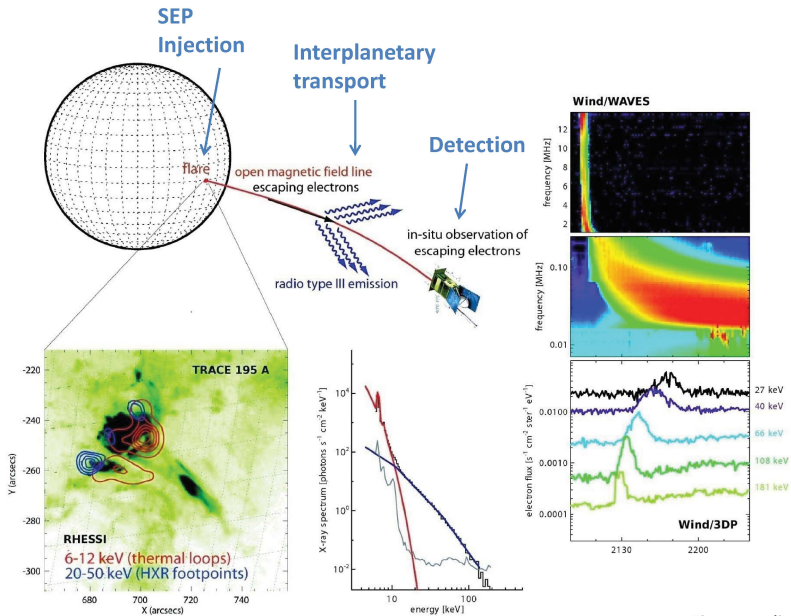 SEP
Injection
Interplanetary
transport
Detection
flare
open magnetic field line
escaping electrons
in-situ observation of
escaping electrons
radio type III emission
Wind/WAVES
frequency [MHz]
12
10
8
6
4
2
frequency [MHz]
0.10
0.01
electron flux [s⁻¹ cm⁻² ster⁻¹ eV⁻¹]
0.0100
0.0010
0.0001
27 keV
40 keV
66 keV
108 keV
181 keV
Wind/3DP
2130
2200
TRACE 195 A
Y (arcsecs)
-220
-240
-260
-280
-300
RHESSI
6-12 keV (thermal loops)
20-50 keV (HXR footpoints)
680
700
720
740
X (arcsecs)
X-ray spectrum [photons s⁻¹ cm⁻² keV⁻¹]
10⁴
10²
10⁰
10⁻²
10
100
energy [keV]